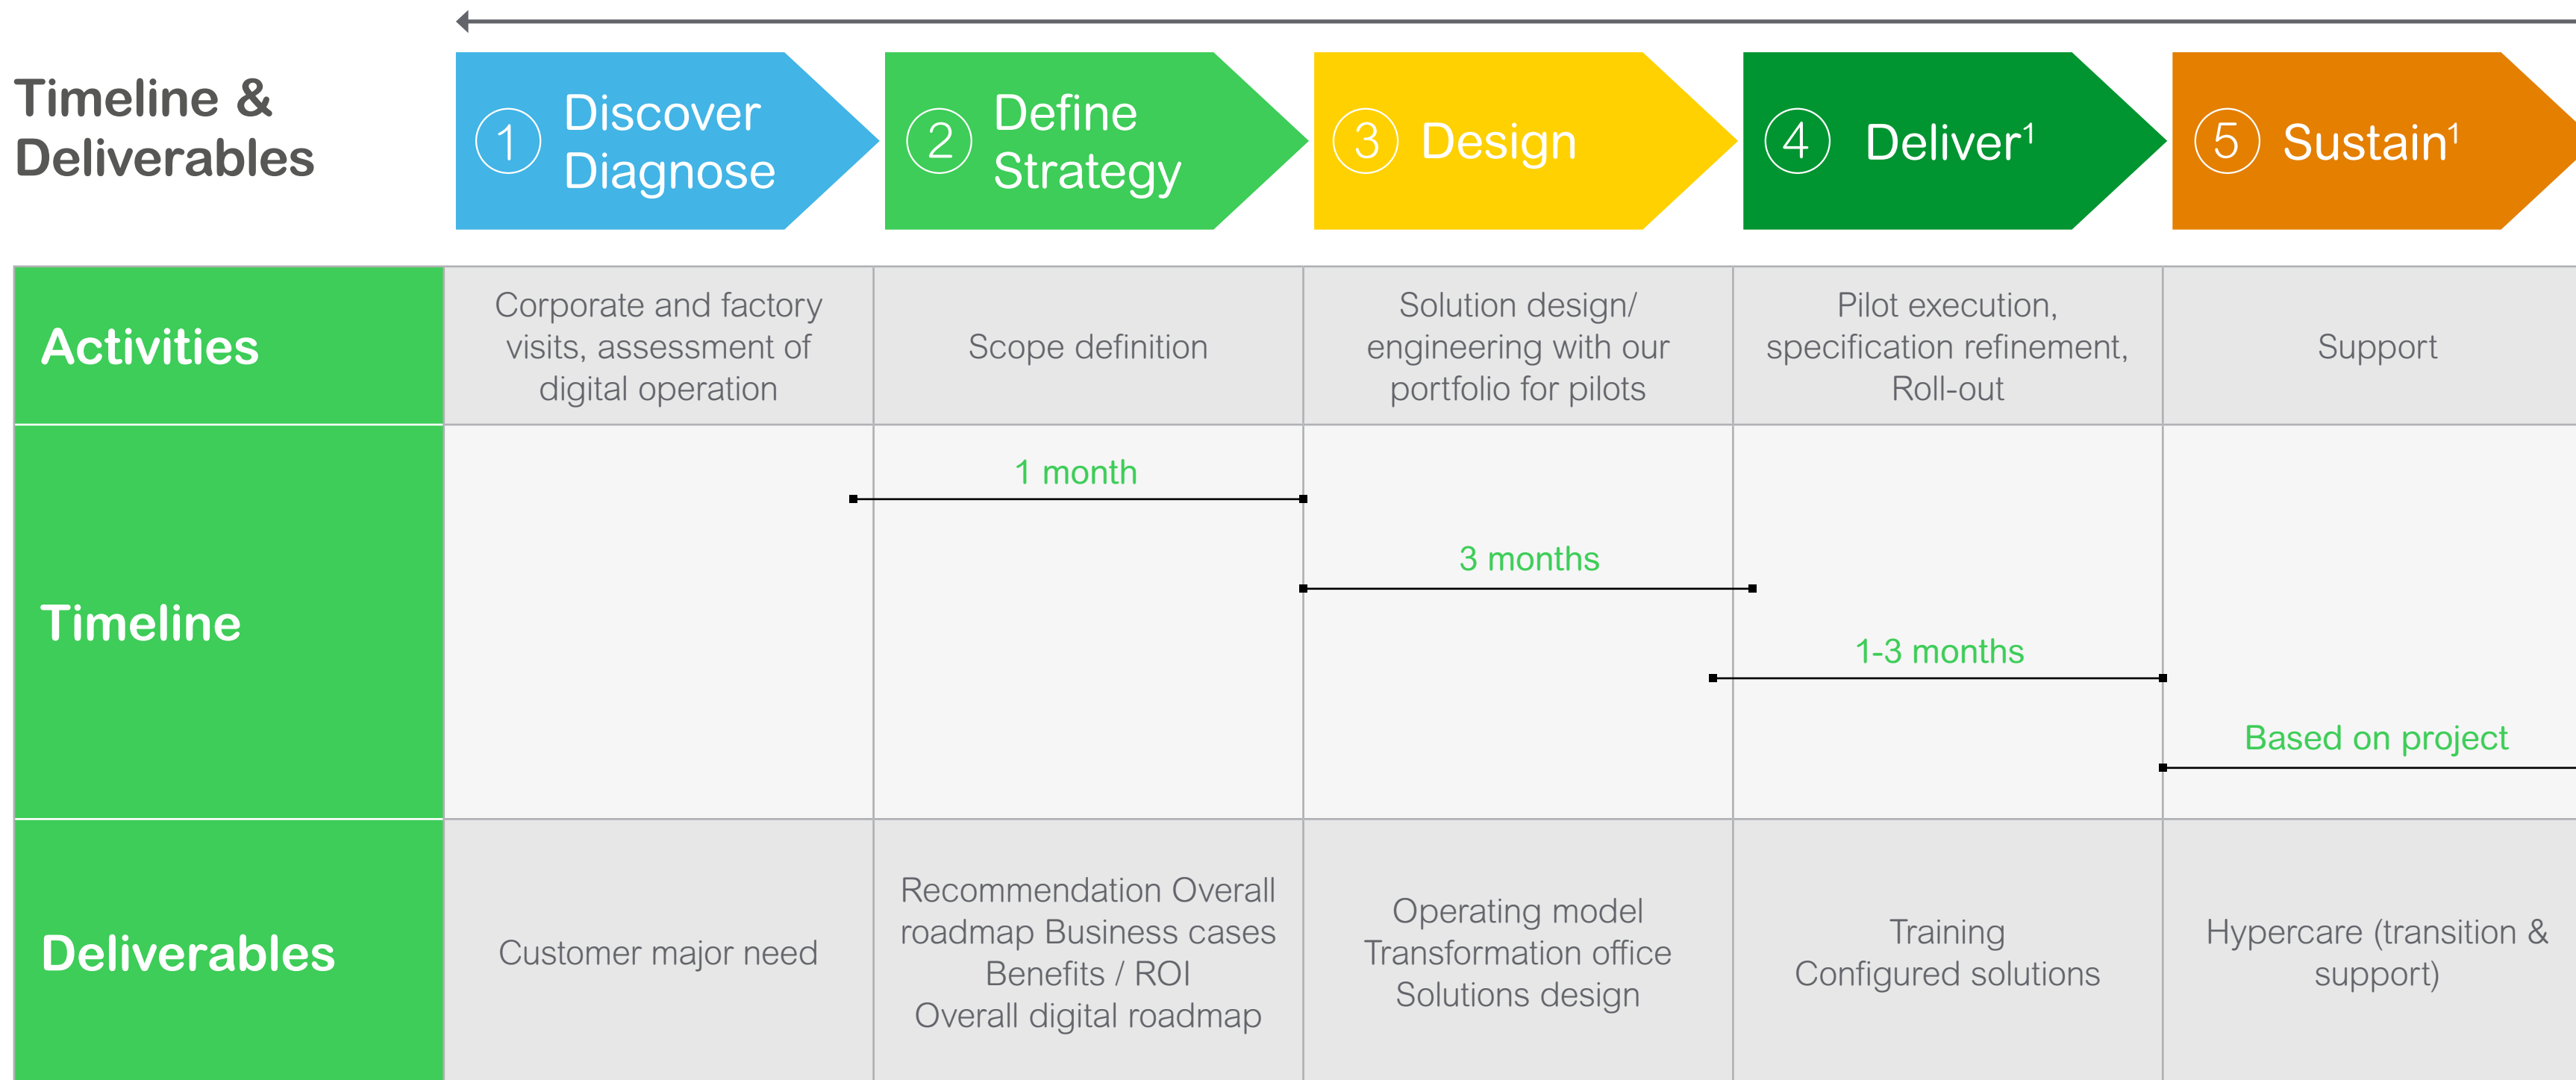 Timeline &
Deliverables
1
Discover
Diagnose
2
Define
Strategy
3
Design
4
Deliver¹
5
Sustain¹
Activities
Corporate and factory
visits, assessment of
digital operation
Scope definition
Solution design/
engineering with our
portfolio for pilots
Pilot execution,
specification refinement,
Roll-out
Support
Timeline
1 month
3 months
1-3 months
Based on project
Deliverables
Customer major need
Recommendation Overall
roadmap Business cases
Benefits / ROI
Overall digital roadmap
Operating model
Transformation office
Solutions design
Training
Configured solutions
Hypercare (transition &
support)